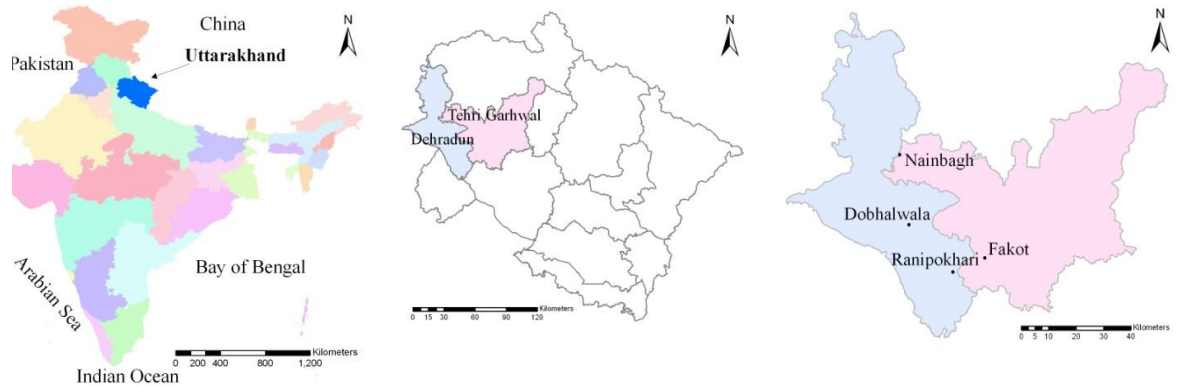 China
N
Uttarakhand
Pakistan
Arabian Sea
Bay of Bengal
Kilometers
0 200 400 800 1,200
Indian Ocean
N
Tehri Garhwal
Dehradun
Kilometers
0 15 30 60 90 120
N
Nainbagh
Dobhalwala
Fakot
Ranipokhari
Kilometers
0 5 10 20 30 40